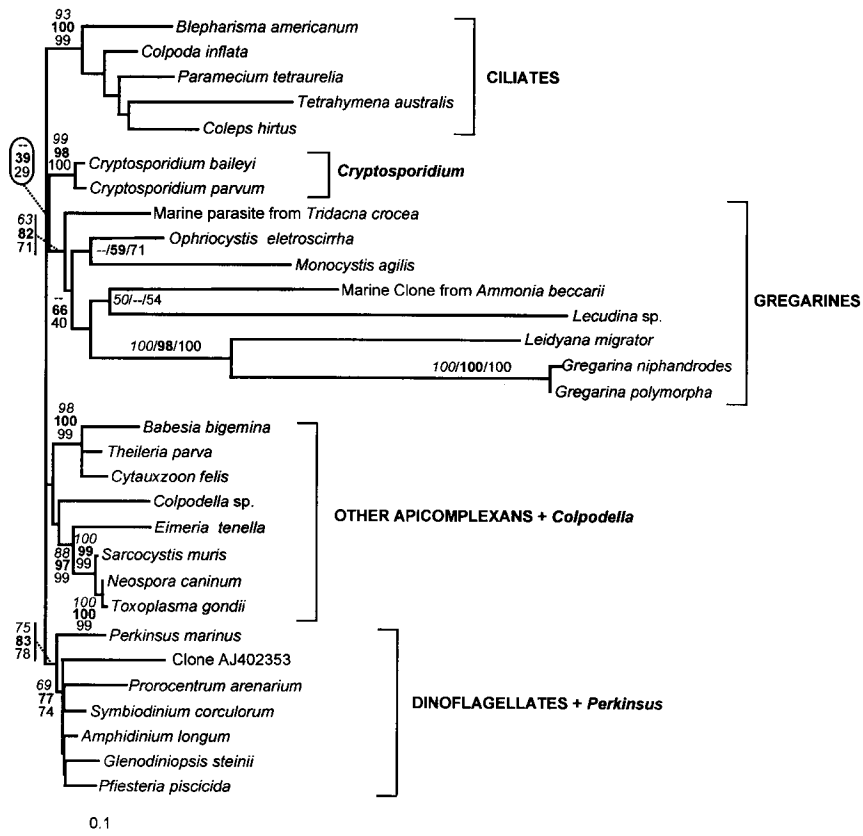 93
100
99
Blepharisma americanum
Colpoda inflata
Paramecium tetraurelia
Tetrahymena australis
Coleps hirtus
CILIATES
--
39
29
99
98
100
Cryptosporidium baileyi
Cryptosporidium parvum
Cryptosporidium
63
82
71
Marine parasite from Tridacna crocea
Ophriocystis eletroscirrha
--/59/71
Monocystis agilis
Marine Clone from Ammonia beccarii
50/--/54
Lecudina sp.
--
66
40
Leidyana migrator
100/98/100
100/100/100
Gregarina niphandrodes
Gregarina polymorpha
GREGARINES
98
100
99
Babesia bigemina
Theileria parva
Cytauxzoon felis
Colpodella sp.
Eimeria tenella
88
97
99
100
99
99
Sarcocystis muris
Neospora caninum
Toxoplasma gondii
100
100
99
OTHER APICOMPLEXANS + Colpodella
75
83
78
Perkinsus marinus
Clone AJ402353
69
77
74
Prorocentrum arenarium
Symbiodinium corculorum
Amphidinium longum
Glenodiniopsis steinii
Pfiesteria piscicida
DINOFLAGELLATES + Perkinsus
0.1